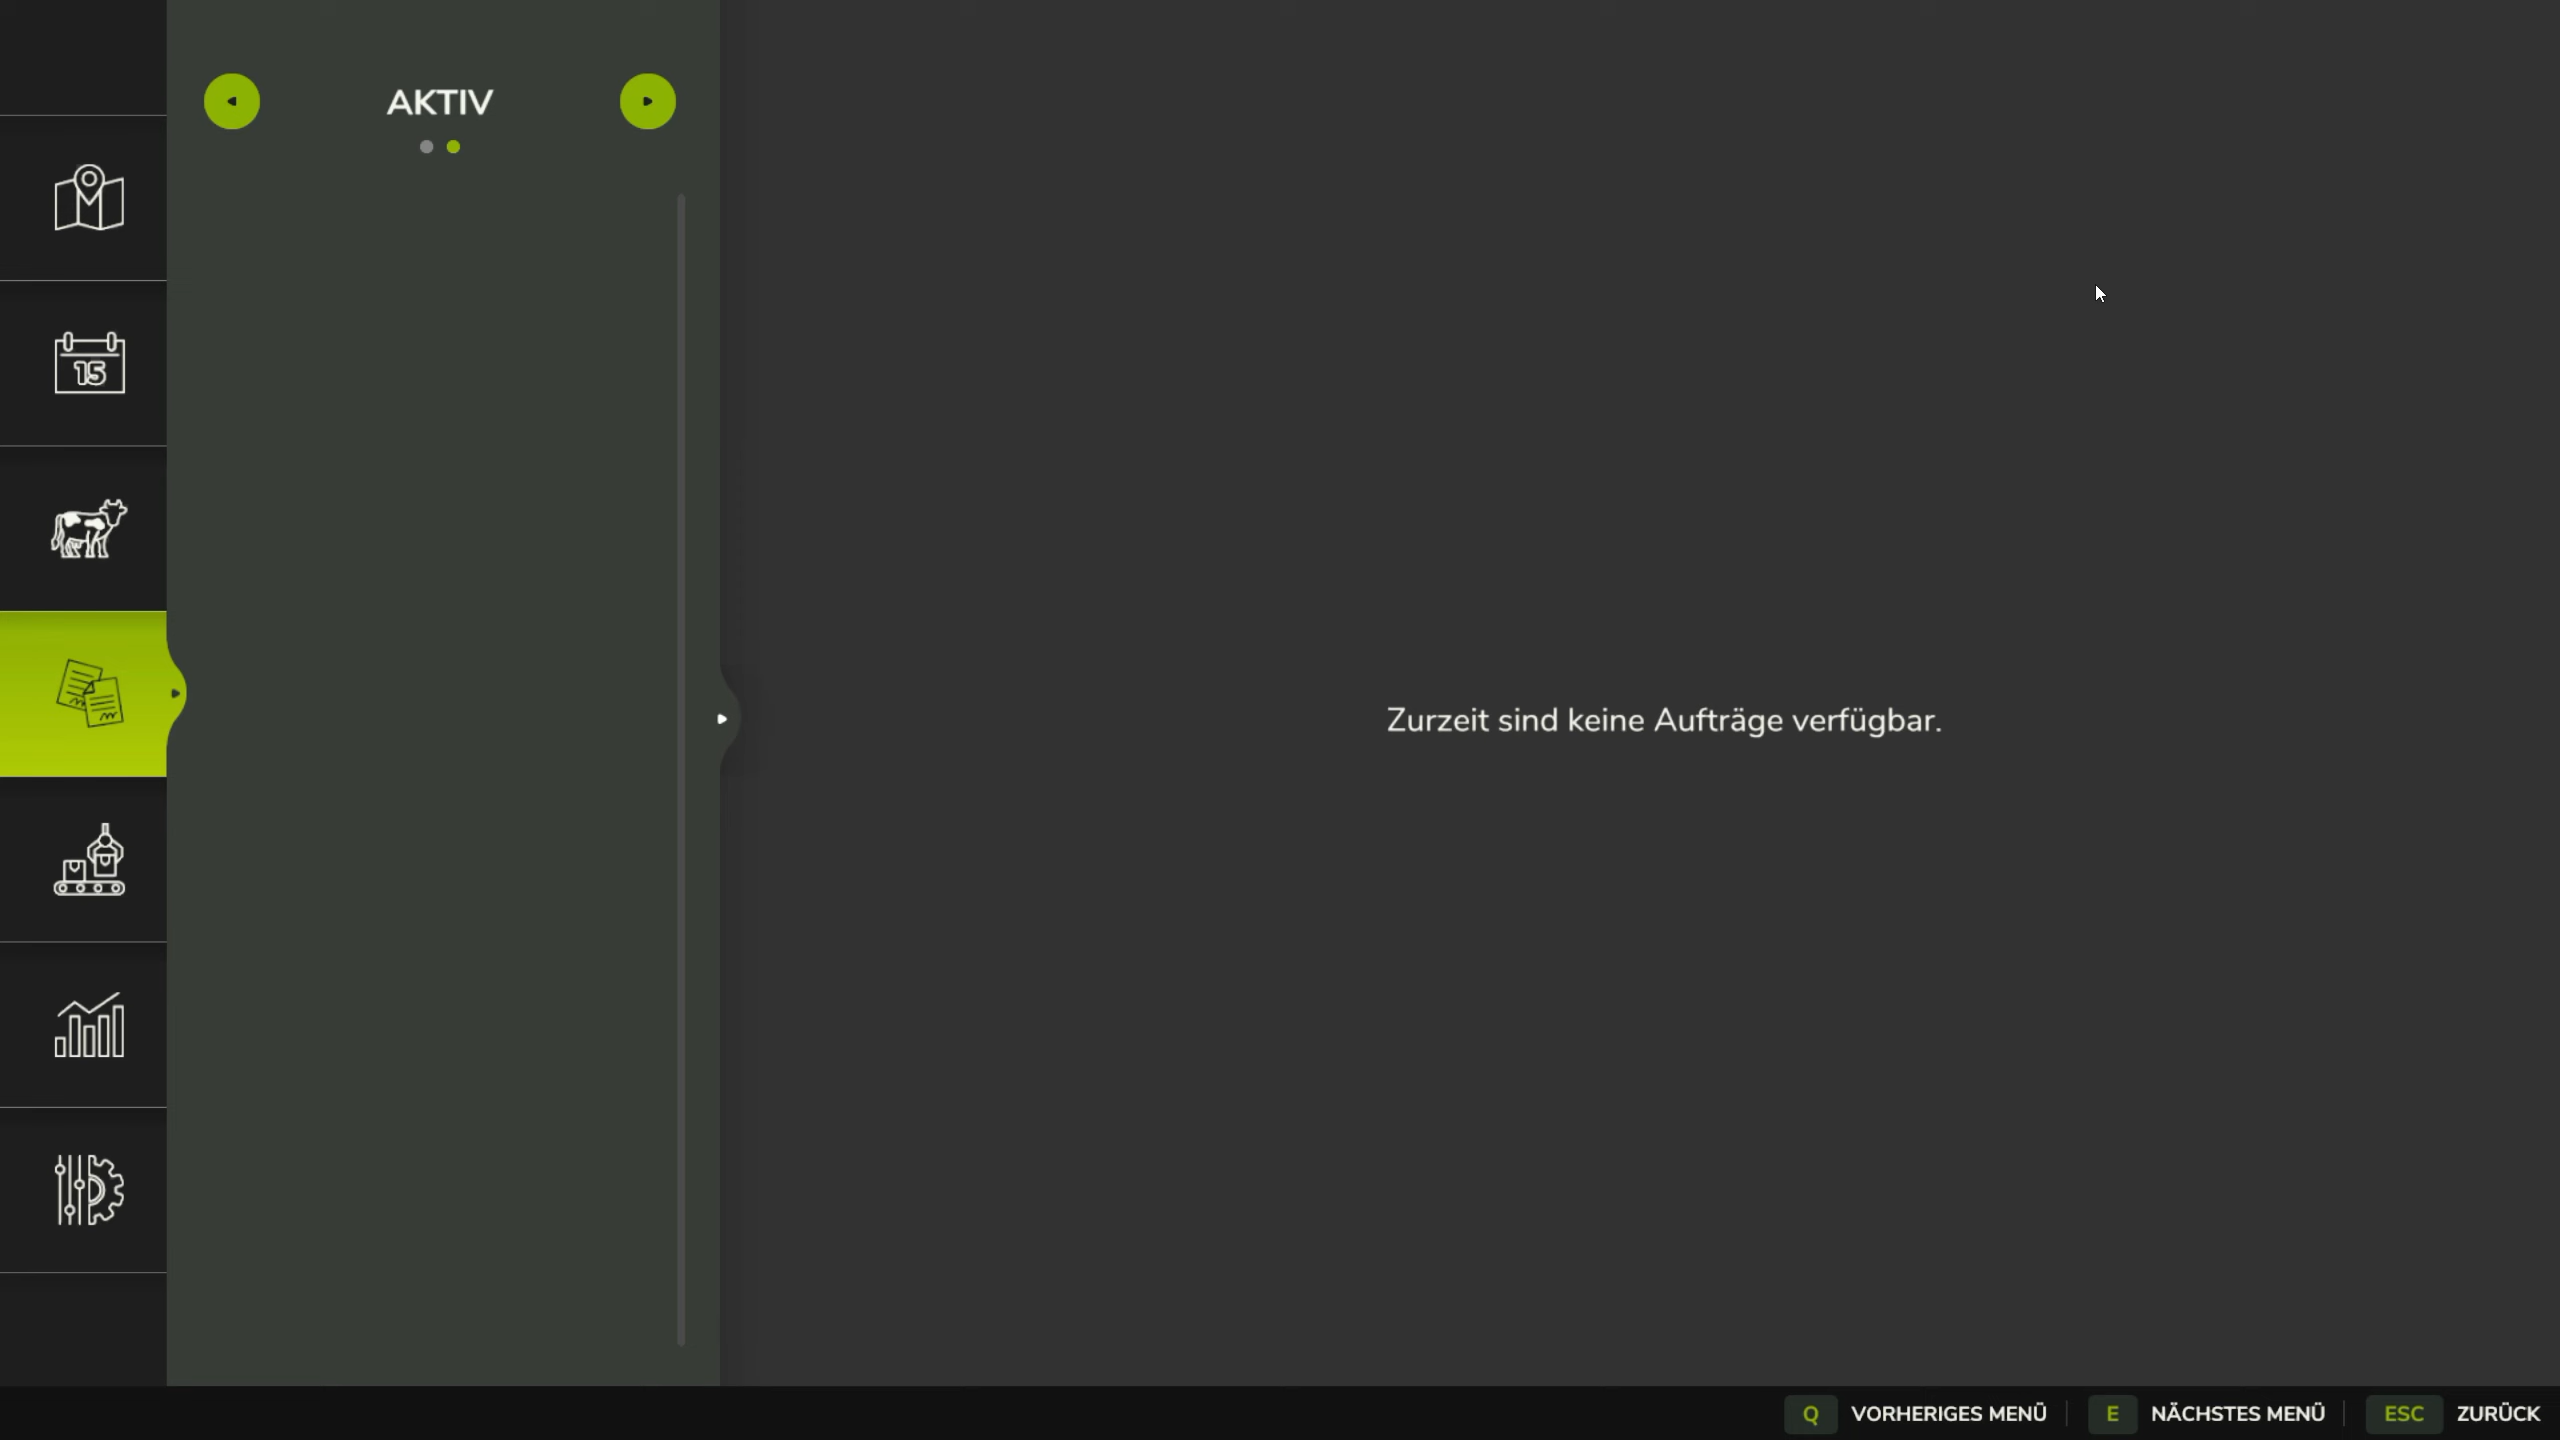 AKTIV
15
Zurzeit sind keine Aufträge verfügbar.
Q VORHERIGES MENÜ E NÄCHSTES MENÜ ESC ZURÜCK